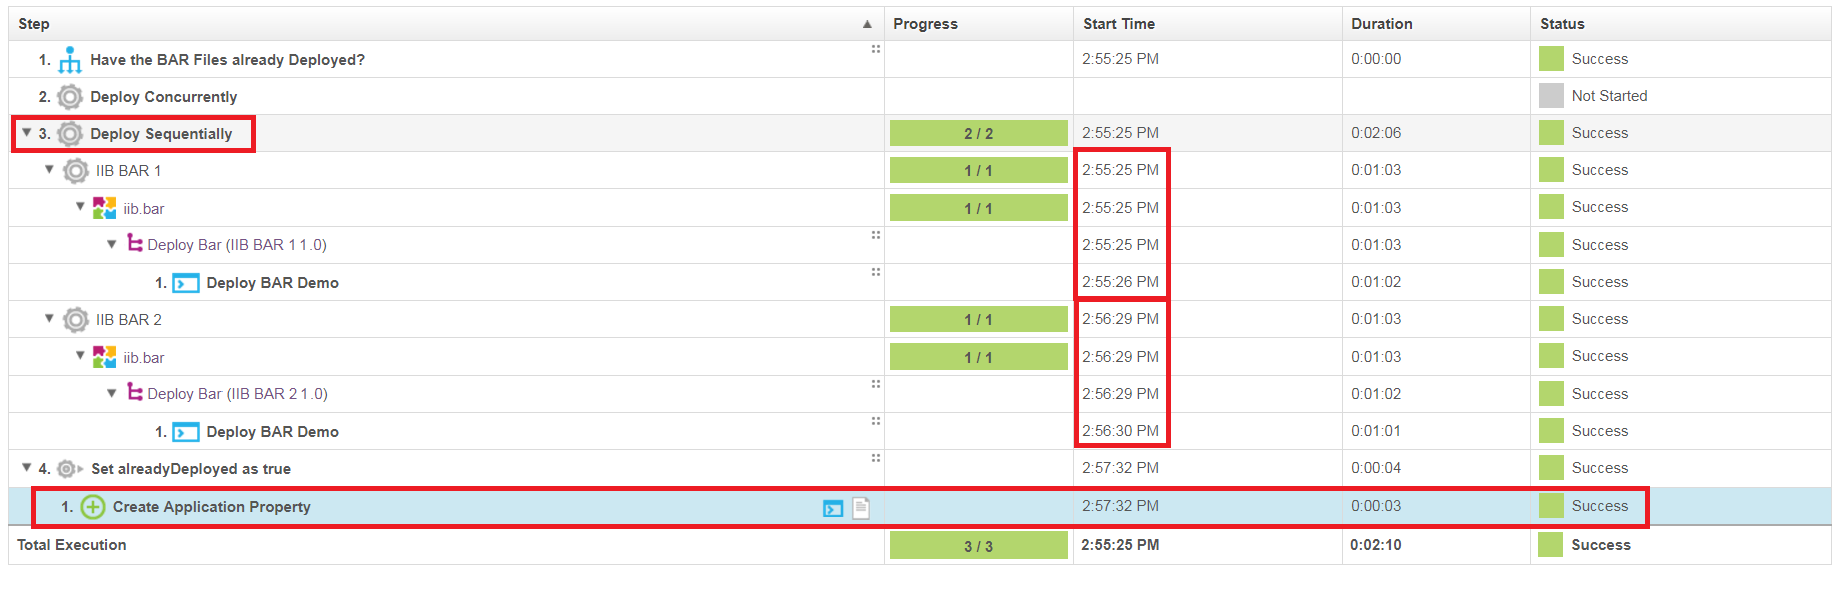 Step Progress Start Time Duration Status
1. Have the BAR Files already Deployed? 2:55:25 PM 0:00:00 Success
2. Deploy Concurrently Not Started
3. Deploy Sequentially 2 / 2 2:55:25 PM 0:02:06 Success
IIB BAR 1 1 / 1 2:55:25 PM 0:01:03 Success
iib.bar 1 / 1 2:55:25 PM 0:01:03 Success
Deploy Bar (IIB BAR 1 1.0) 2:55:25 PM 0:01:03 Success
1. Deploy BAR Demo 2:55:26 PM 0:01:02 Success
IIB BAR 2 1 / 1 2:56:29 PM 0:01:03 Success
iib.bar 1 / 1 2:56:29 PM 0:01:03 Success
Deploy Bar (IIB BAR 2 1.0) 2:56:29 PM 0:01:02 Success
1. Deploy BAR Demo 2:56:30 PM 0:01:01 Success
4. Set alreadyDeployed as true 2:57:32 PM 0:00:04 Success
1. Create Application Property 2:57:32 PM 0:00:03 Success
Total Execution 3 / 3 2:55:25 PM 0:02:10 Success